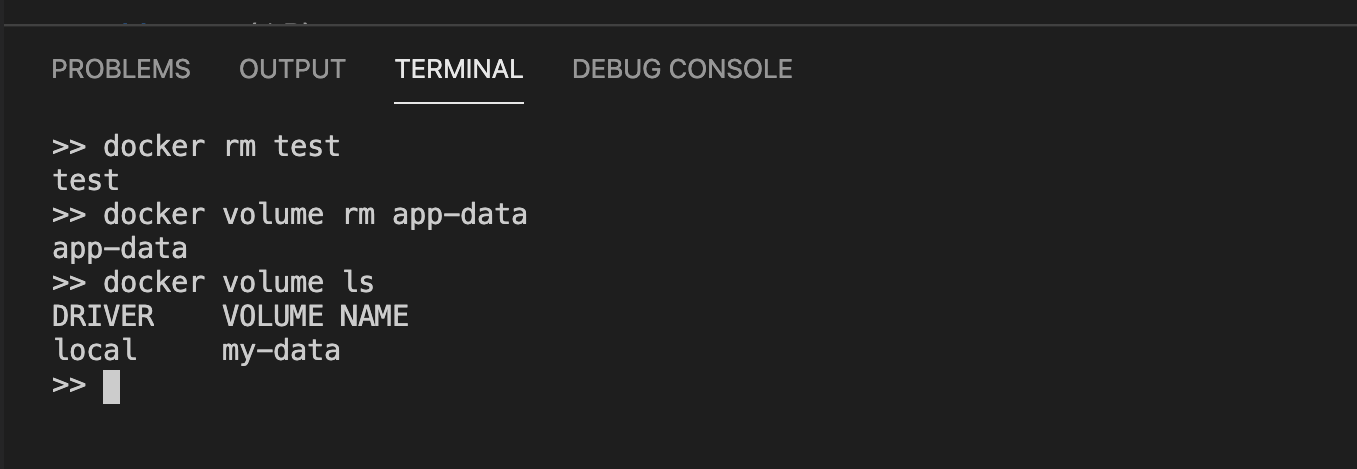 PROBLEMS OUTPUT TERMINAL DEBUG CONSOLE
>> docker rm test
test
>> docker volume rm app-data
app-data
>> docker volume ls
DRIVER    VOLUME NAME
local     my-data
>>